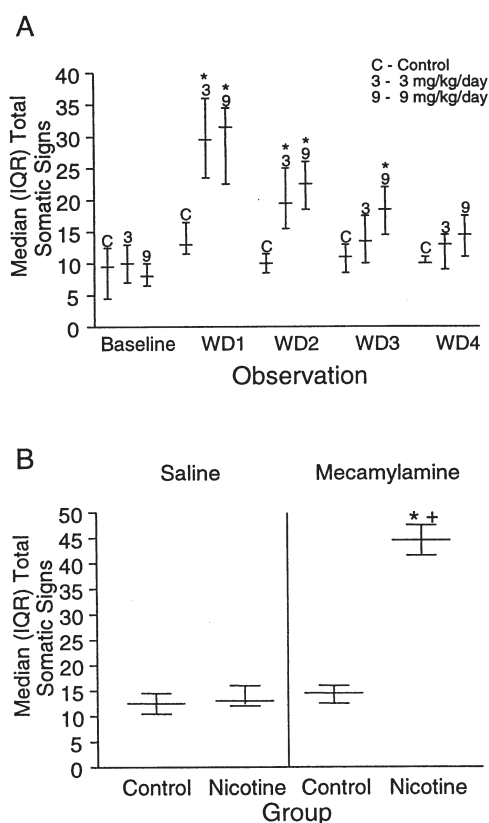 A
C - Control
3 - 3 mg/kg/day
9 - 9 mg/kg/day
Median (IQR) Total
Somatic Signs
40
35
30
25
20
15
10
5
0
C 3 9
C * 3 * 9
C * 3 * 9
C 3 * 9
C 3 9
Baseline WD1 WD2 WD3 WD4
Observation
B
Saline Mecamylamine
Median (IQR) Total
Somatic Signs
50
45
40
35
30
25
20
15
10
5
0
* +
Control Nicotine Control Nicotine
Group